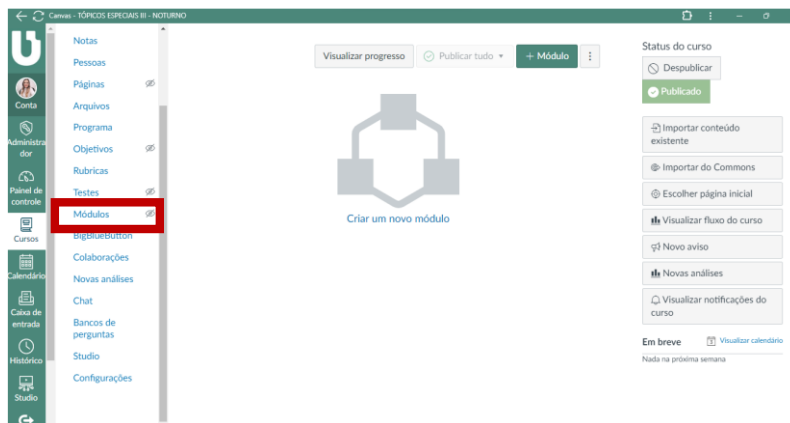 Canvas - TÓPICOS ESPECIAIS III - NOTURNO
U
Conta
Administra
dor
Painel de
controle
Cursos
Calendário
Caixa de
entrada
Histórico
Studio
Notas
Pessoas
Páginas
Arquivos
Programa
Objetivos
Rubricas
Testes
Módulos
BigBlueButton
Colaborações
Novas análises
Chat
Bancos de
perguntas
Studio
Configurações
Visualizar progresso
Publicar tudo
+ Módulo
Criar um novo módulo
Status do curso
Despublicar
Publicado
Importar conteúdo
existente
Importar do Commons
Escolher página inicial
Visualizar fluxo do curso
Novo aviso
Novas análises
Visualizar notificações do
curso
Em breve
Visualizar calendário
Nada na próxima semana